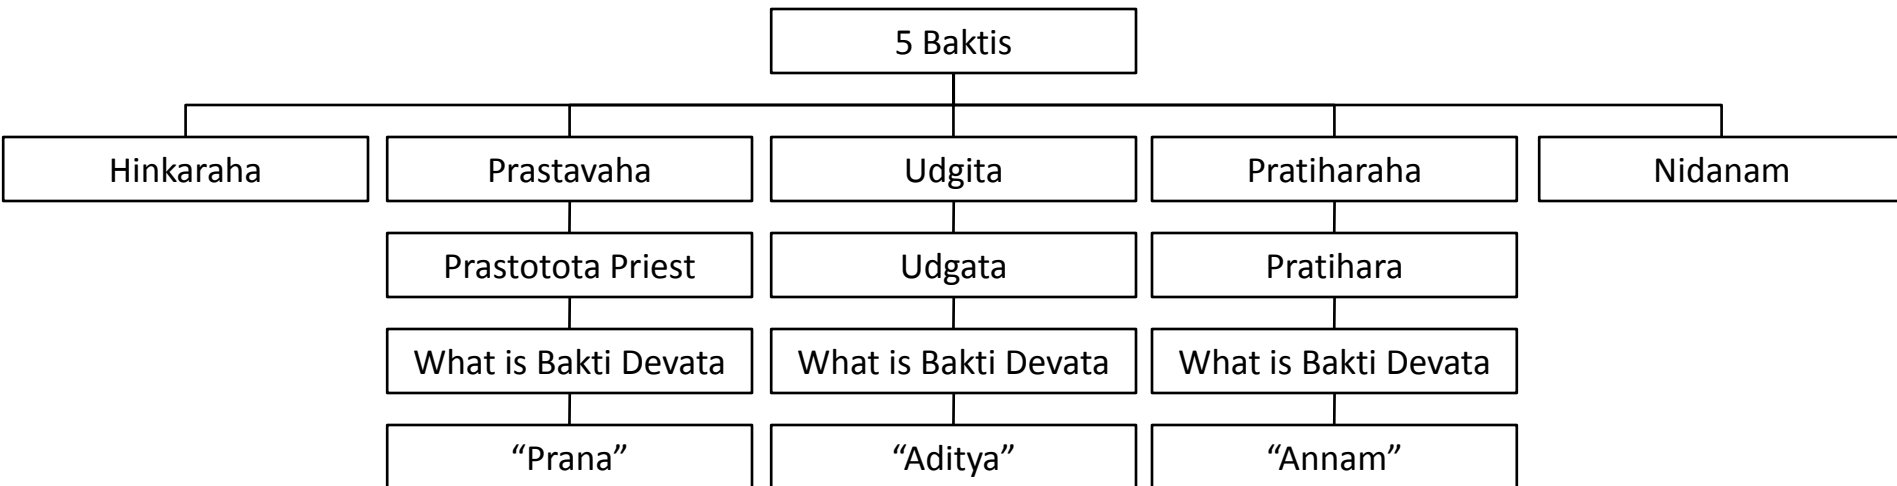 5 Baktis
Hinkaraha
Prastavaha
Udgita
Pratiharaha
Nidanam
Prastotota Priest
Udgata
Pratihara
What is Bakti Devata
What is Bakti Devata
What is Bakti Devata
“Prana”
“Aditya”
“Annam”